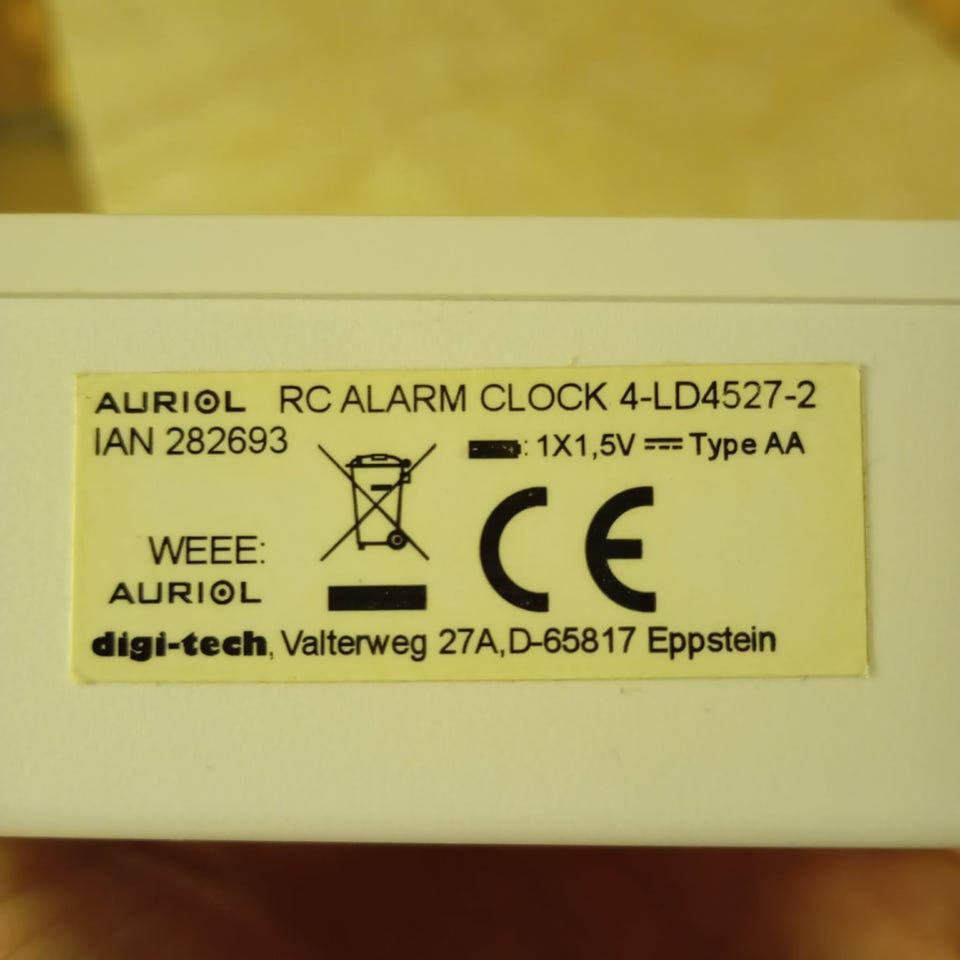 AURIOL RC ALARM CLOCK 4-LD4527-2
IAN 282693 : 1X1,5V Type AA
WEEE:
AURIOL
CE
digi-tech, Valterweg 27A,D-65817 Eppstein